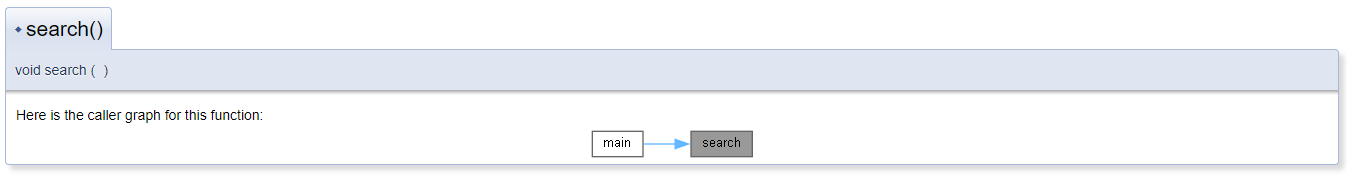 search()
void search ( )
Here is the caller graph for this function:
main search